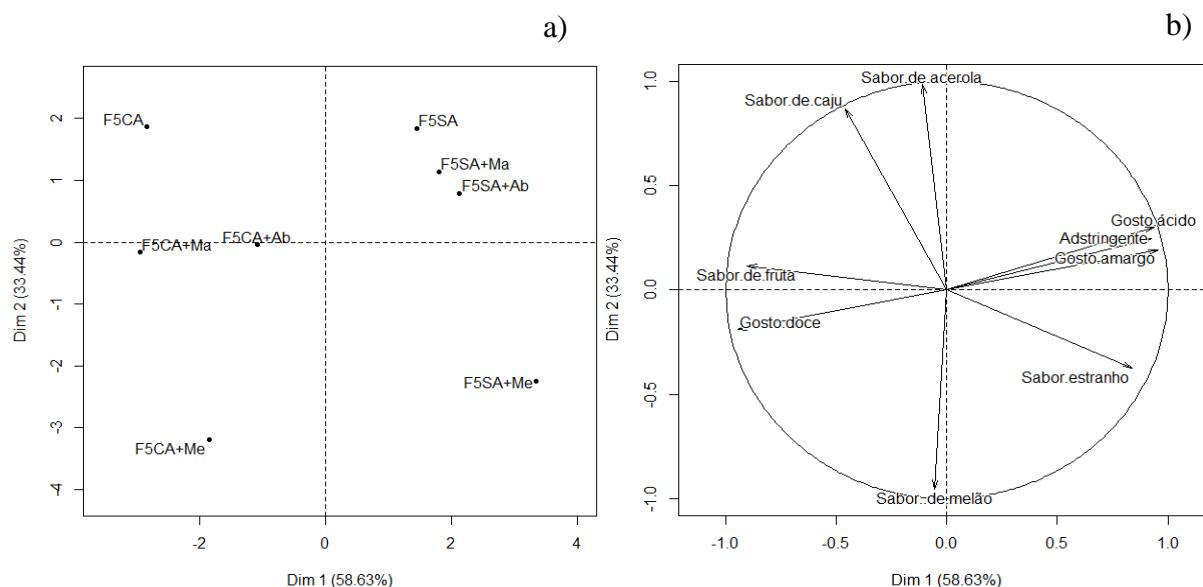 a)
F5CA
F5SA
F5SA+Ma
F5SA+Ab
F5CA+Ab
F5CA+Ma
F5SA+Me
F5CA+Me
2
1
0
-1
-2
-3
-4
-2
0
2
4
Dim 2 (33.44%)
Dim 1 (58.63%)
b)
Sabor.de.acerola
Sabor.de.caju
Gosto.ácido
Adstringente
Gosto.amargo
Sabor.de.fruta
Gosto.doce
Sabor.estranho
Sabor. de.melão
1.0
0.5
0.0
-0.5
-1.0
-1.0
-0.5
0.0
0.5
1.0
Dim 2 (33.44%)
Dim 1 (58.63%)